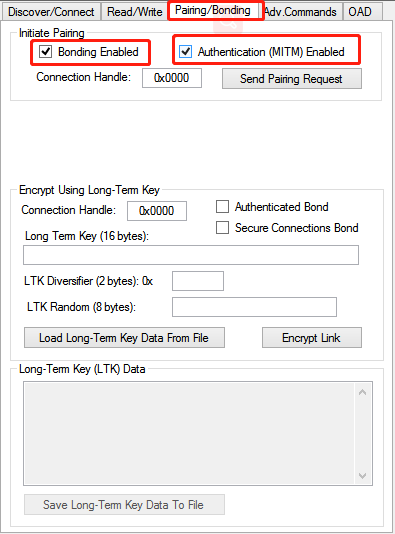 Discover/Connect Read/Write Pairing/Bonding Adv.Commands OAD
Initiate Pairing
Bonding Enabled Authentication (MITM) Enabled
Connection Handle: 0x0000 Send Pairing Request
Encrypt Using Long-Term Key
Connection Handle: 0x0000 Authenticated Bond
Secure Connections Bond
Long Term Key (16 bytes):
LTK Diversifier (2 bytes): 0x
LTK Random (8 bytes):
Load Long-Term Key Data From File Encrypt Link
Long-Term Key (LTK) Data
Save Long-Term Key Data To File